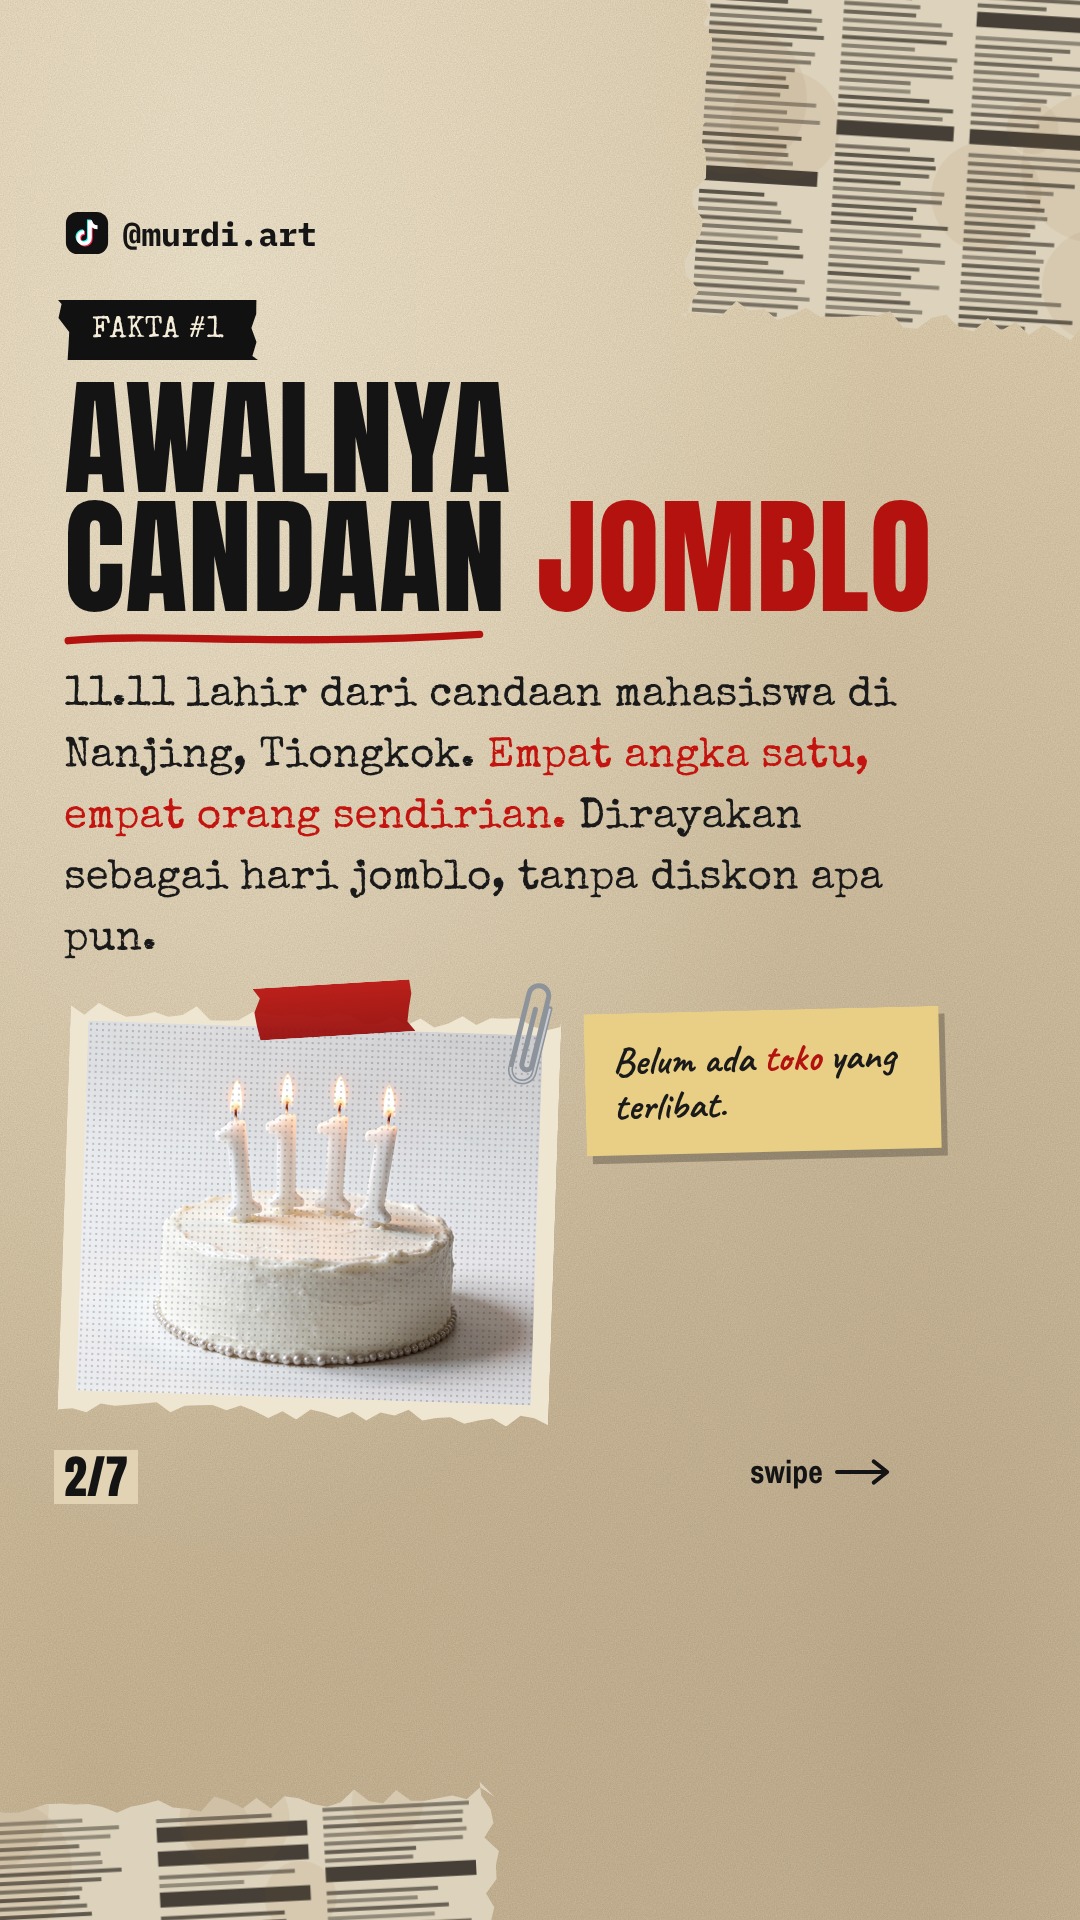 @murdi.art
FAKTA #1
AWALNYA
CANDAAN JOMBLO
11.11 lahir dari candaan mahasiswa di
Nanjing, Tiongkok. Empat angka satu,
empat orang sendirian. Dirayakan
sebagai hari jomblo, tanpa diskon apa
pun.
Belum ada toko yang
terlibat.
2/7
swipe →